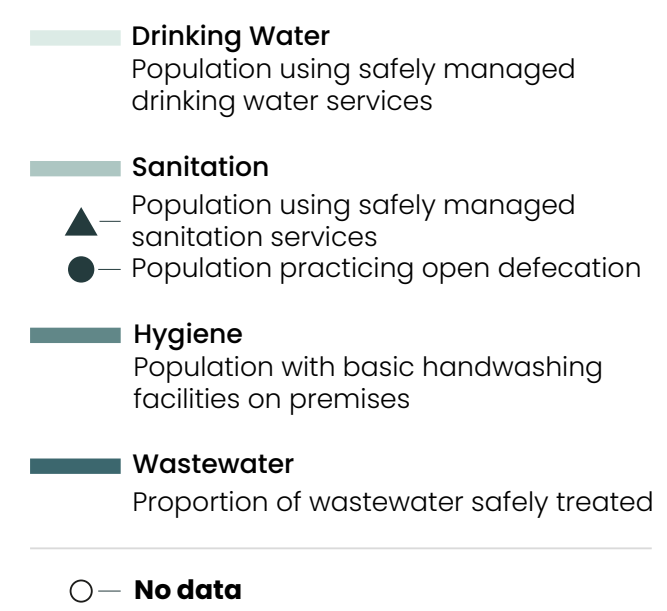 Drinking Water
Population using safely managed
drinking water services
Sanitation
Population using safely managed
sanitation services
Population practicing open defecation
Hygiene
Population with basic handwashing
facilities on premises
Wastewater
Proportion of wastewater safely treated
No data